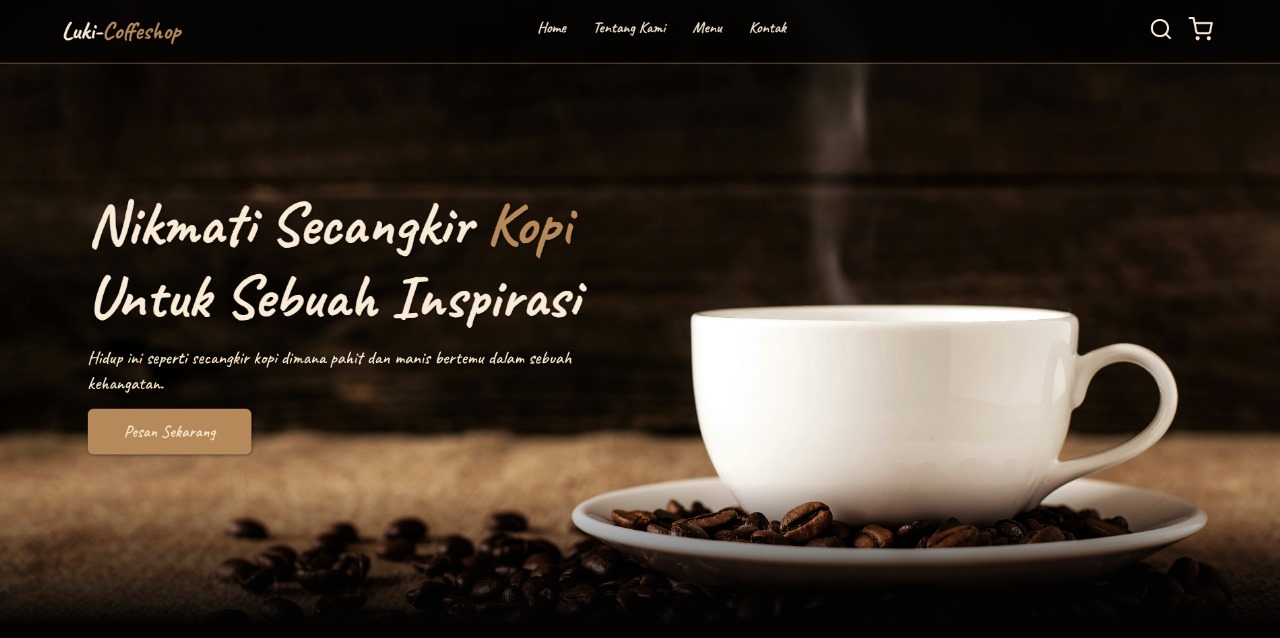 Luki-Coffeshop
Home Tentang Kami Menu Kontak
Nikmati Secangkir Kopi
Untuk Sebuah Inspirasi
Hidup ini seperti secangkir kopi dimana pahit dan manis bertemu dalam sebuah
kehangatan.
Pesan Sekarang